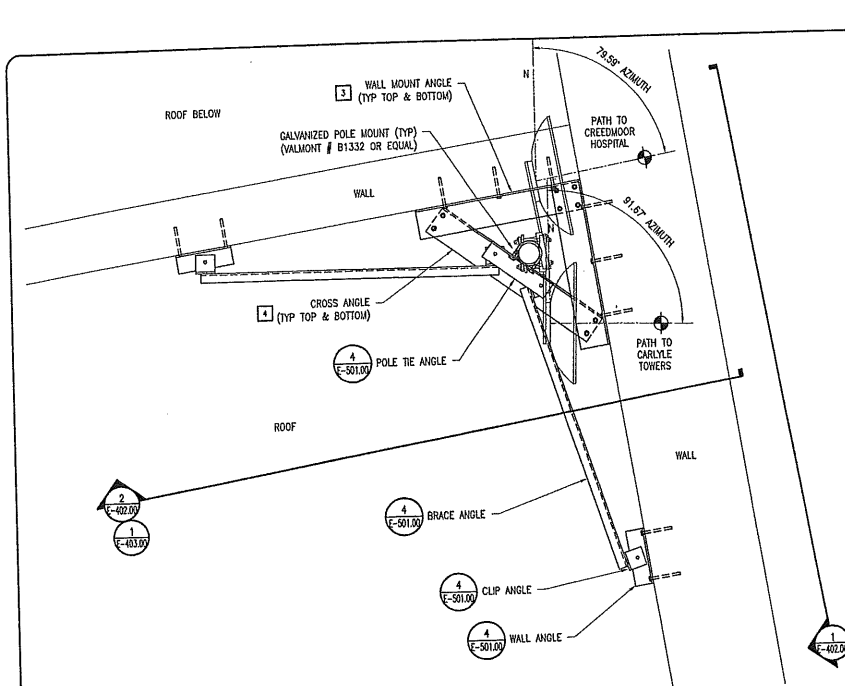 79.59° AZIMUTH
N
3
WALL MOUNT ANGLE
(TYP TOP & BOTTOM)
ROOF BELOW
PATH TO
CREEDMOOR
HOSPITAL
GALVANIZED POLE MOUNT (TYP)
(VALMONT # B1332 OR EQUAL)
WALL
91.67° AZIMUTH
N
4
CROSS ANGLE
(TYP TOP & BOTTOM)
PATH TO
CARLYLE
TOWERS
4
E-501.00
POLE TIE ANGLE
ROOF
WALL
2
E-402.00
1
E-403.00
4
E-501.00
BRACE ANGLE
4
E-501.00
CLIP ANGLE
4
E-501.00
WALL ANGLE
1
E-402.00